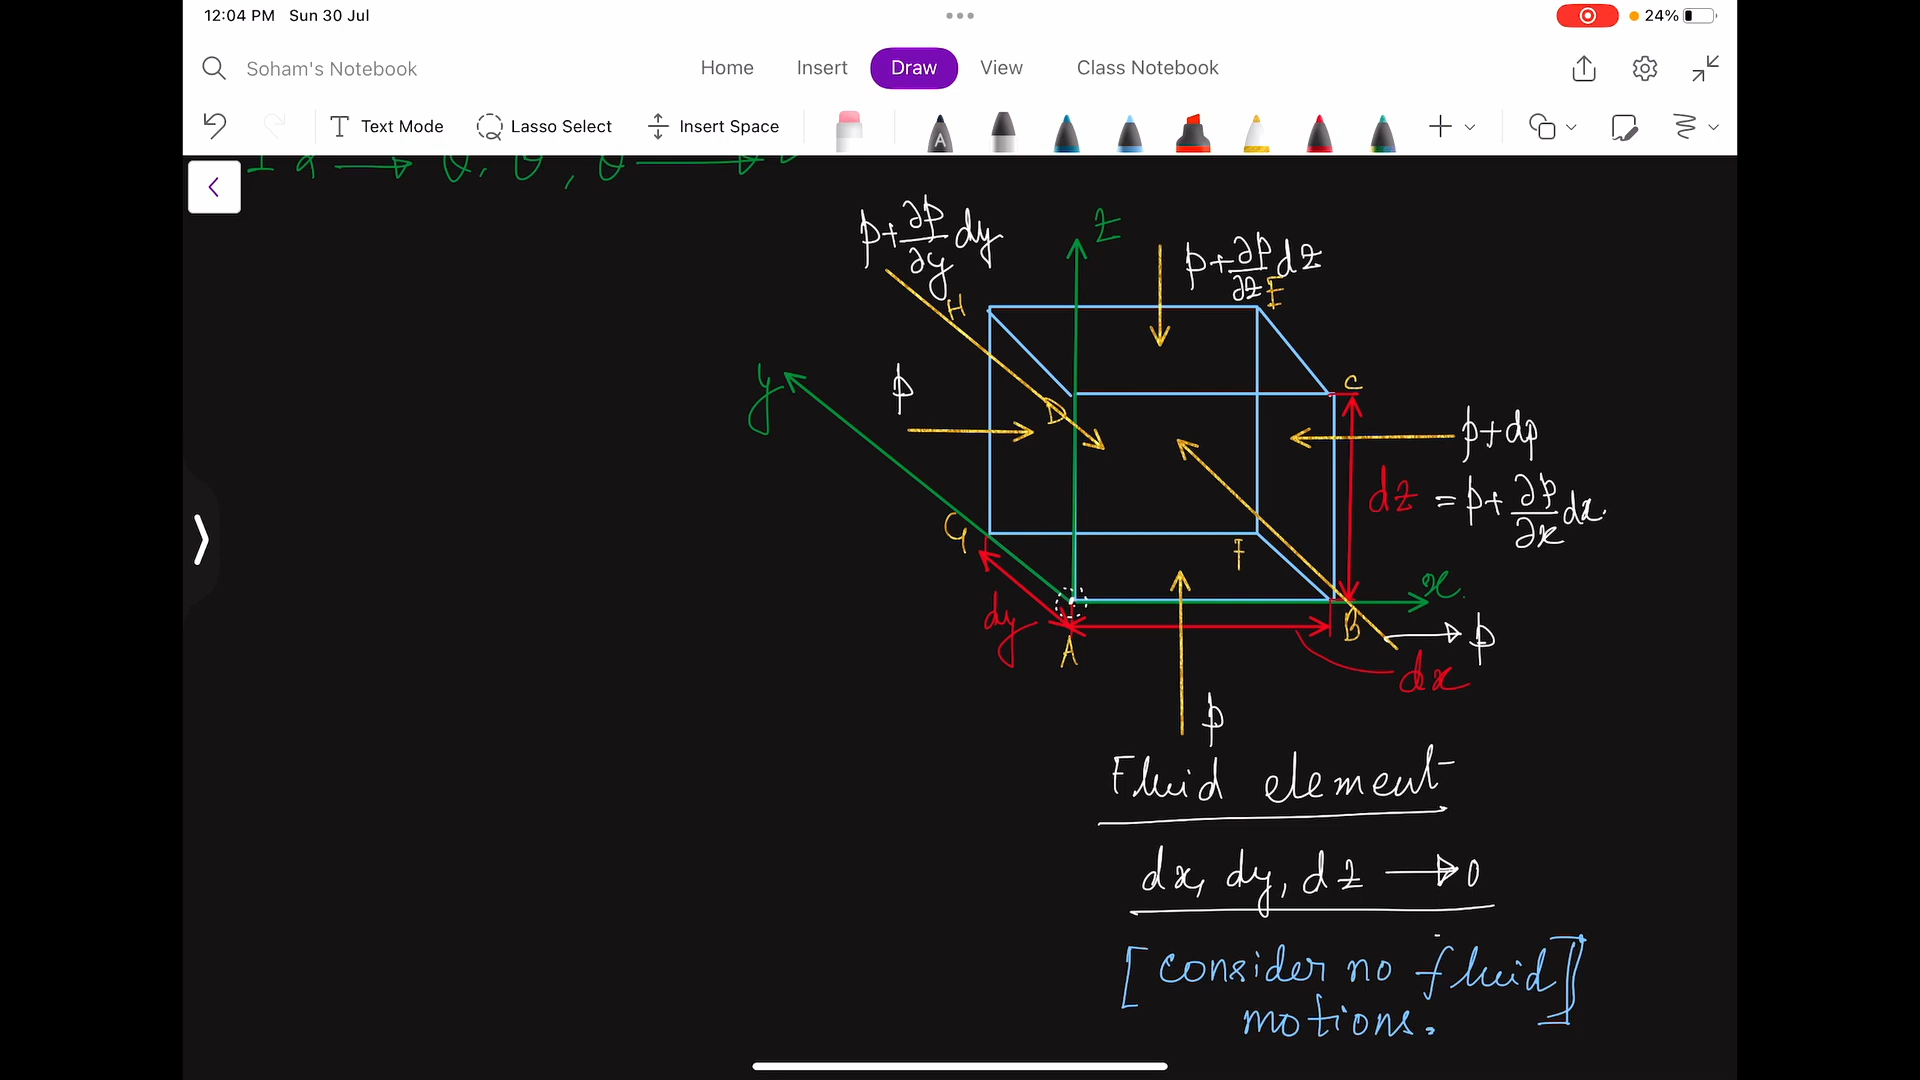 12:04 PM Sun 30 Jul
24%
Soham's Notebook
Home Insert Draw View Class Notebook
Text Mode Lasso Select Insert Space
A
p+∂p/∂y dy
z
p+∂p/∂z dz
H
E
y
p
D
C
p+dp
dz = p+∂p/∂x dx
G
F
x
dy
A
B
p
dx
p
Fluid element
dx, dy, dz → 0
[consider no fluid
motions.]